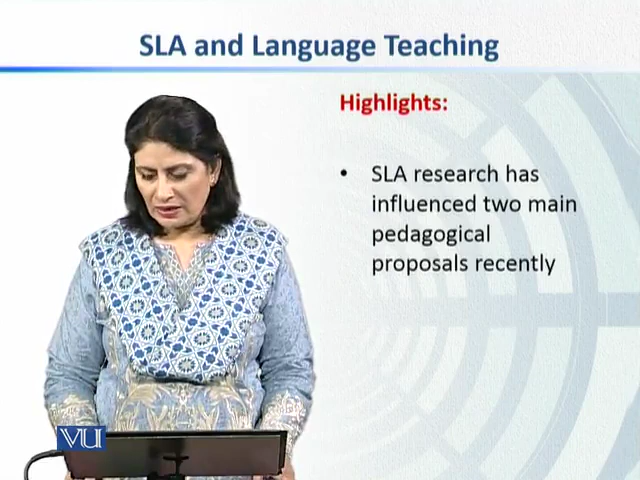 SLA and Language Teaching
Highlights:
• SLA research has
influenced two main
pedagogical
proposals recently
VU